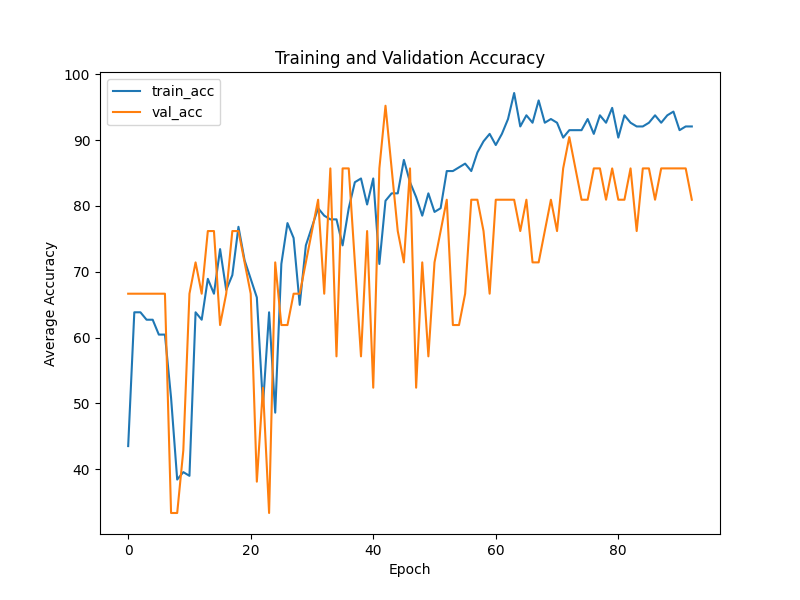 Training and Validation Accuracy
train_acc
val_acc
Average Accuracy
100
90
80
70
60
50
40
0
20
40
60
80
Epoch